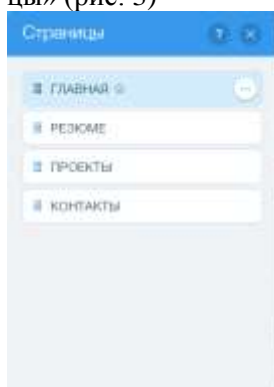 цы» (рис. 3)
Страницы ? ×
ГЛАВНАЯ
РЕЗЮМЕ
ПРОЕКТЫ
КОНТАКТЫ